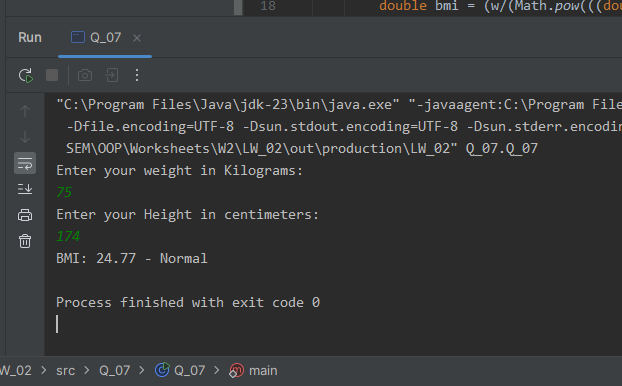 18 double bmi = (w/(Math.pow(((dou
Run Q_07
"C:\Program Files\Java\jdk-23\bin\java.exe" "-javaagent:C:\Program File
-Dfile.encoding=UTF-8 -Dsun.stdout.encoding=UTF-8 -Dsun.stderr.encodin
SEM\OOP\Worksheets\W2\LW_02\out\production\LW_02" Q_07.Q_07
Enter your weight in Kilograms:
75
Enter your Height in centimeters:
174
BMI: 24.77 - Normal
Process finished with exit code 0
W_02 > src > Q_07 > Q_07 > main